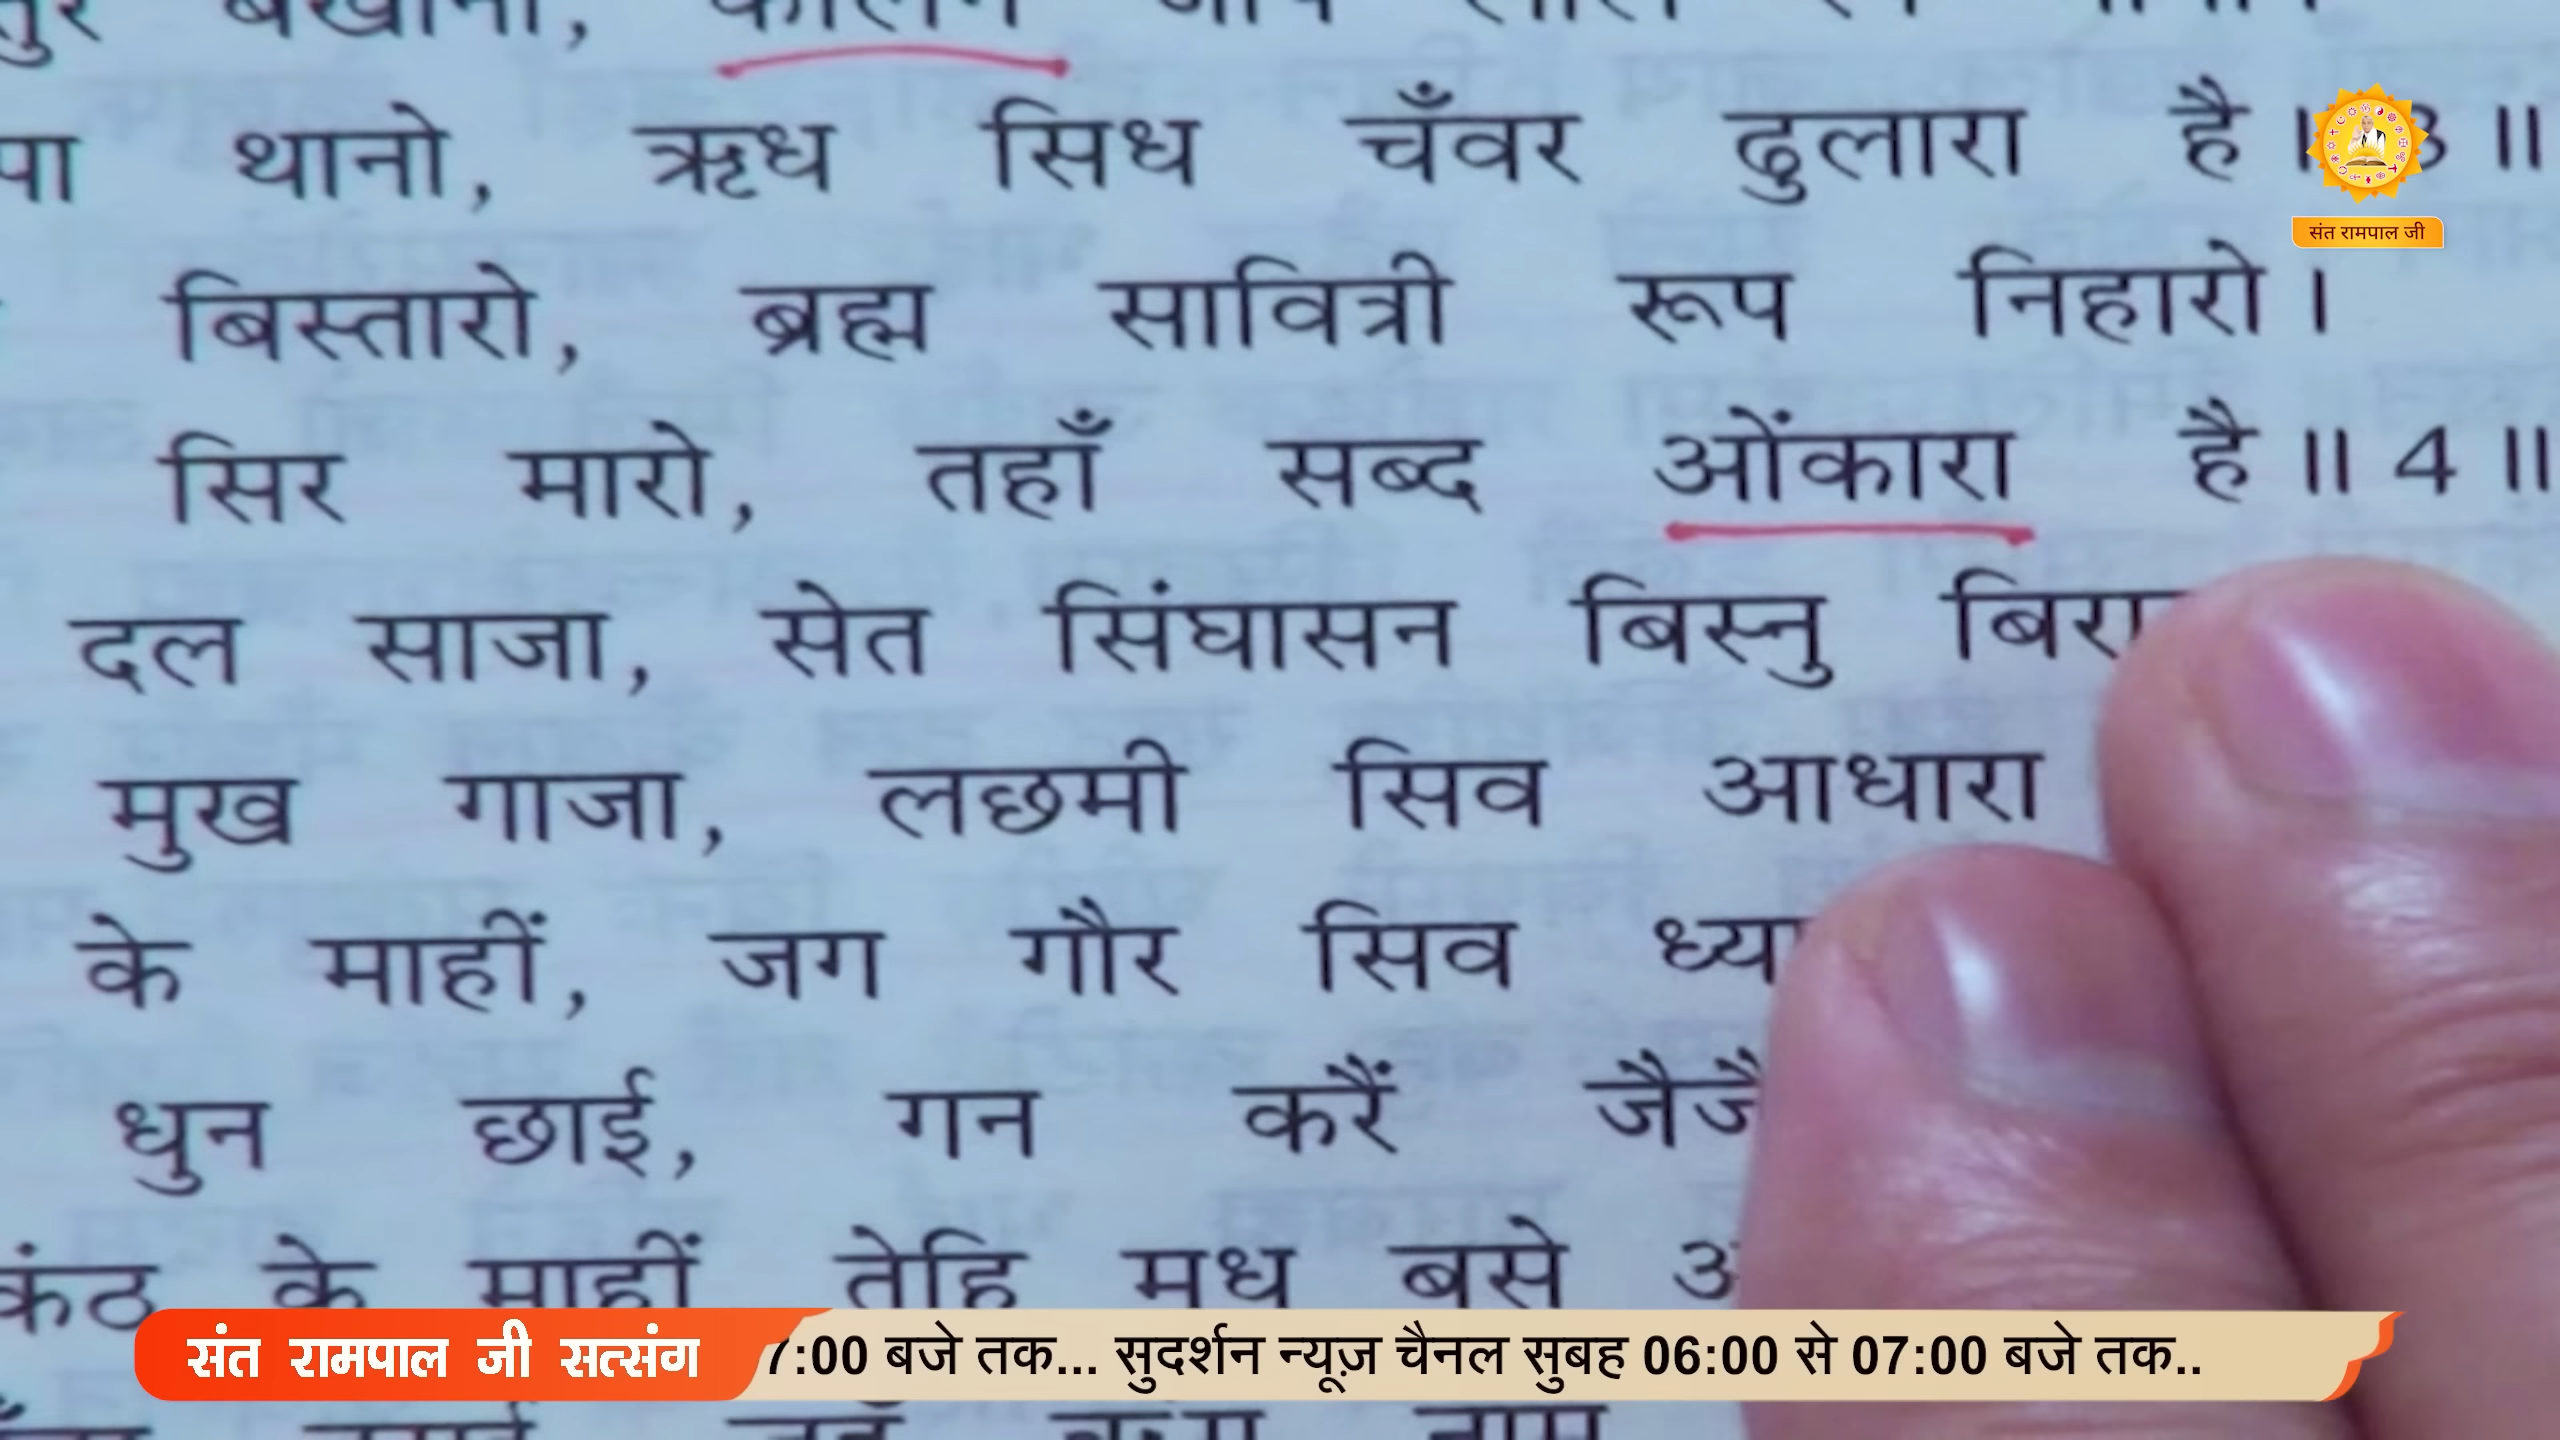 थानो, ऋध सिध चँवर ढुलारा है ॥ 3 ॥
संत रामपाल जी
बिस्तारो, ब्रह्म सावित्री रूप निहारो ।
सिर मारो, तहाँ सब्द ओंकारा है ॥ 4 ॥
दल साजा, सेत सिंघासन बिस्नु
मुख गाजा, लछमी सिव आधारा
के माहीं, जग गौर सिव
धुन छाई, गन करैं
कंठ के माहीं तेहि मध बसे
संत रामपाल जी सत्संग
7:00 बजे तक... सुदर्शन न्यूज़ चैनल सुबह 06:00 से 07:00 बजे तक..